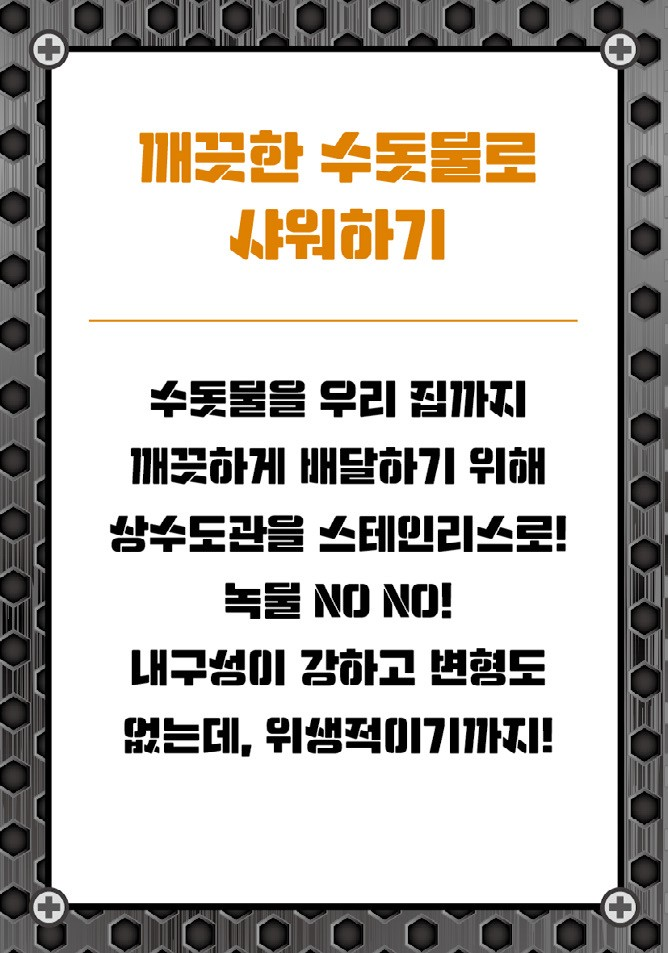 깨끗한 수돗물로
샤워하기
수돗물을 우리 집까지
깨끗하게 배달하기 위해
상수도관을 스테인리스로!
녹물 NO NO!
내구성이 강하고 변형도
없는데, 위생적이기까지!